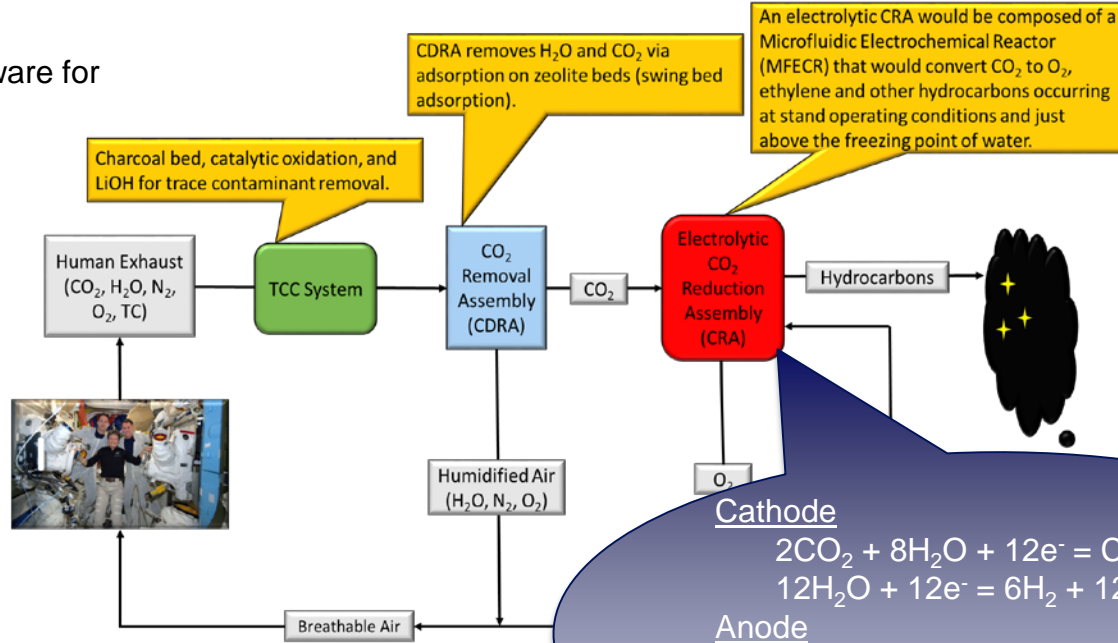 ware for
CDRA removes H₂O and CO₂ via
adsorption on zeolite beds (swing bed
adsorption).
An electrolytic CRA would be composed of a
Microfluidic Electrochemical Reactor
(MFECR) that would convert CO₂ to O₂,
ethylene and other hydrocarbons occurring
at stand operating conditions and just
above the freezing point of water.
Charcoal bed, catalytic oxidation, and
LiOH for trace contaminant removal.
Human Exhaust
(CO₂, H₂O, N₂,
O₂, TC)
TCC System
CO₂
Removal
Assembly
(CDRA)
CO₂
Electrolytic
CO₂
Reduction
Assembly
(CRA)
Hydrocarbons
Humidified Air
(H₂O, N₂, O₂)
O₂
Cathode
2CO₂ + 8H₂O + 12e⁻ = C
12H₂O + 12e⁻ = 6H₂ + 12
Anode
Breathable Air